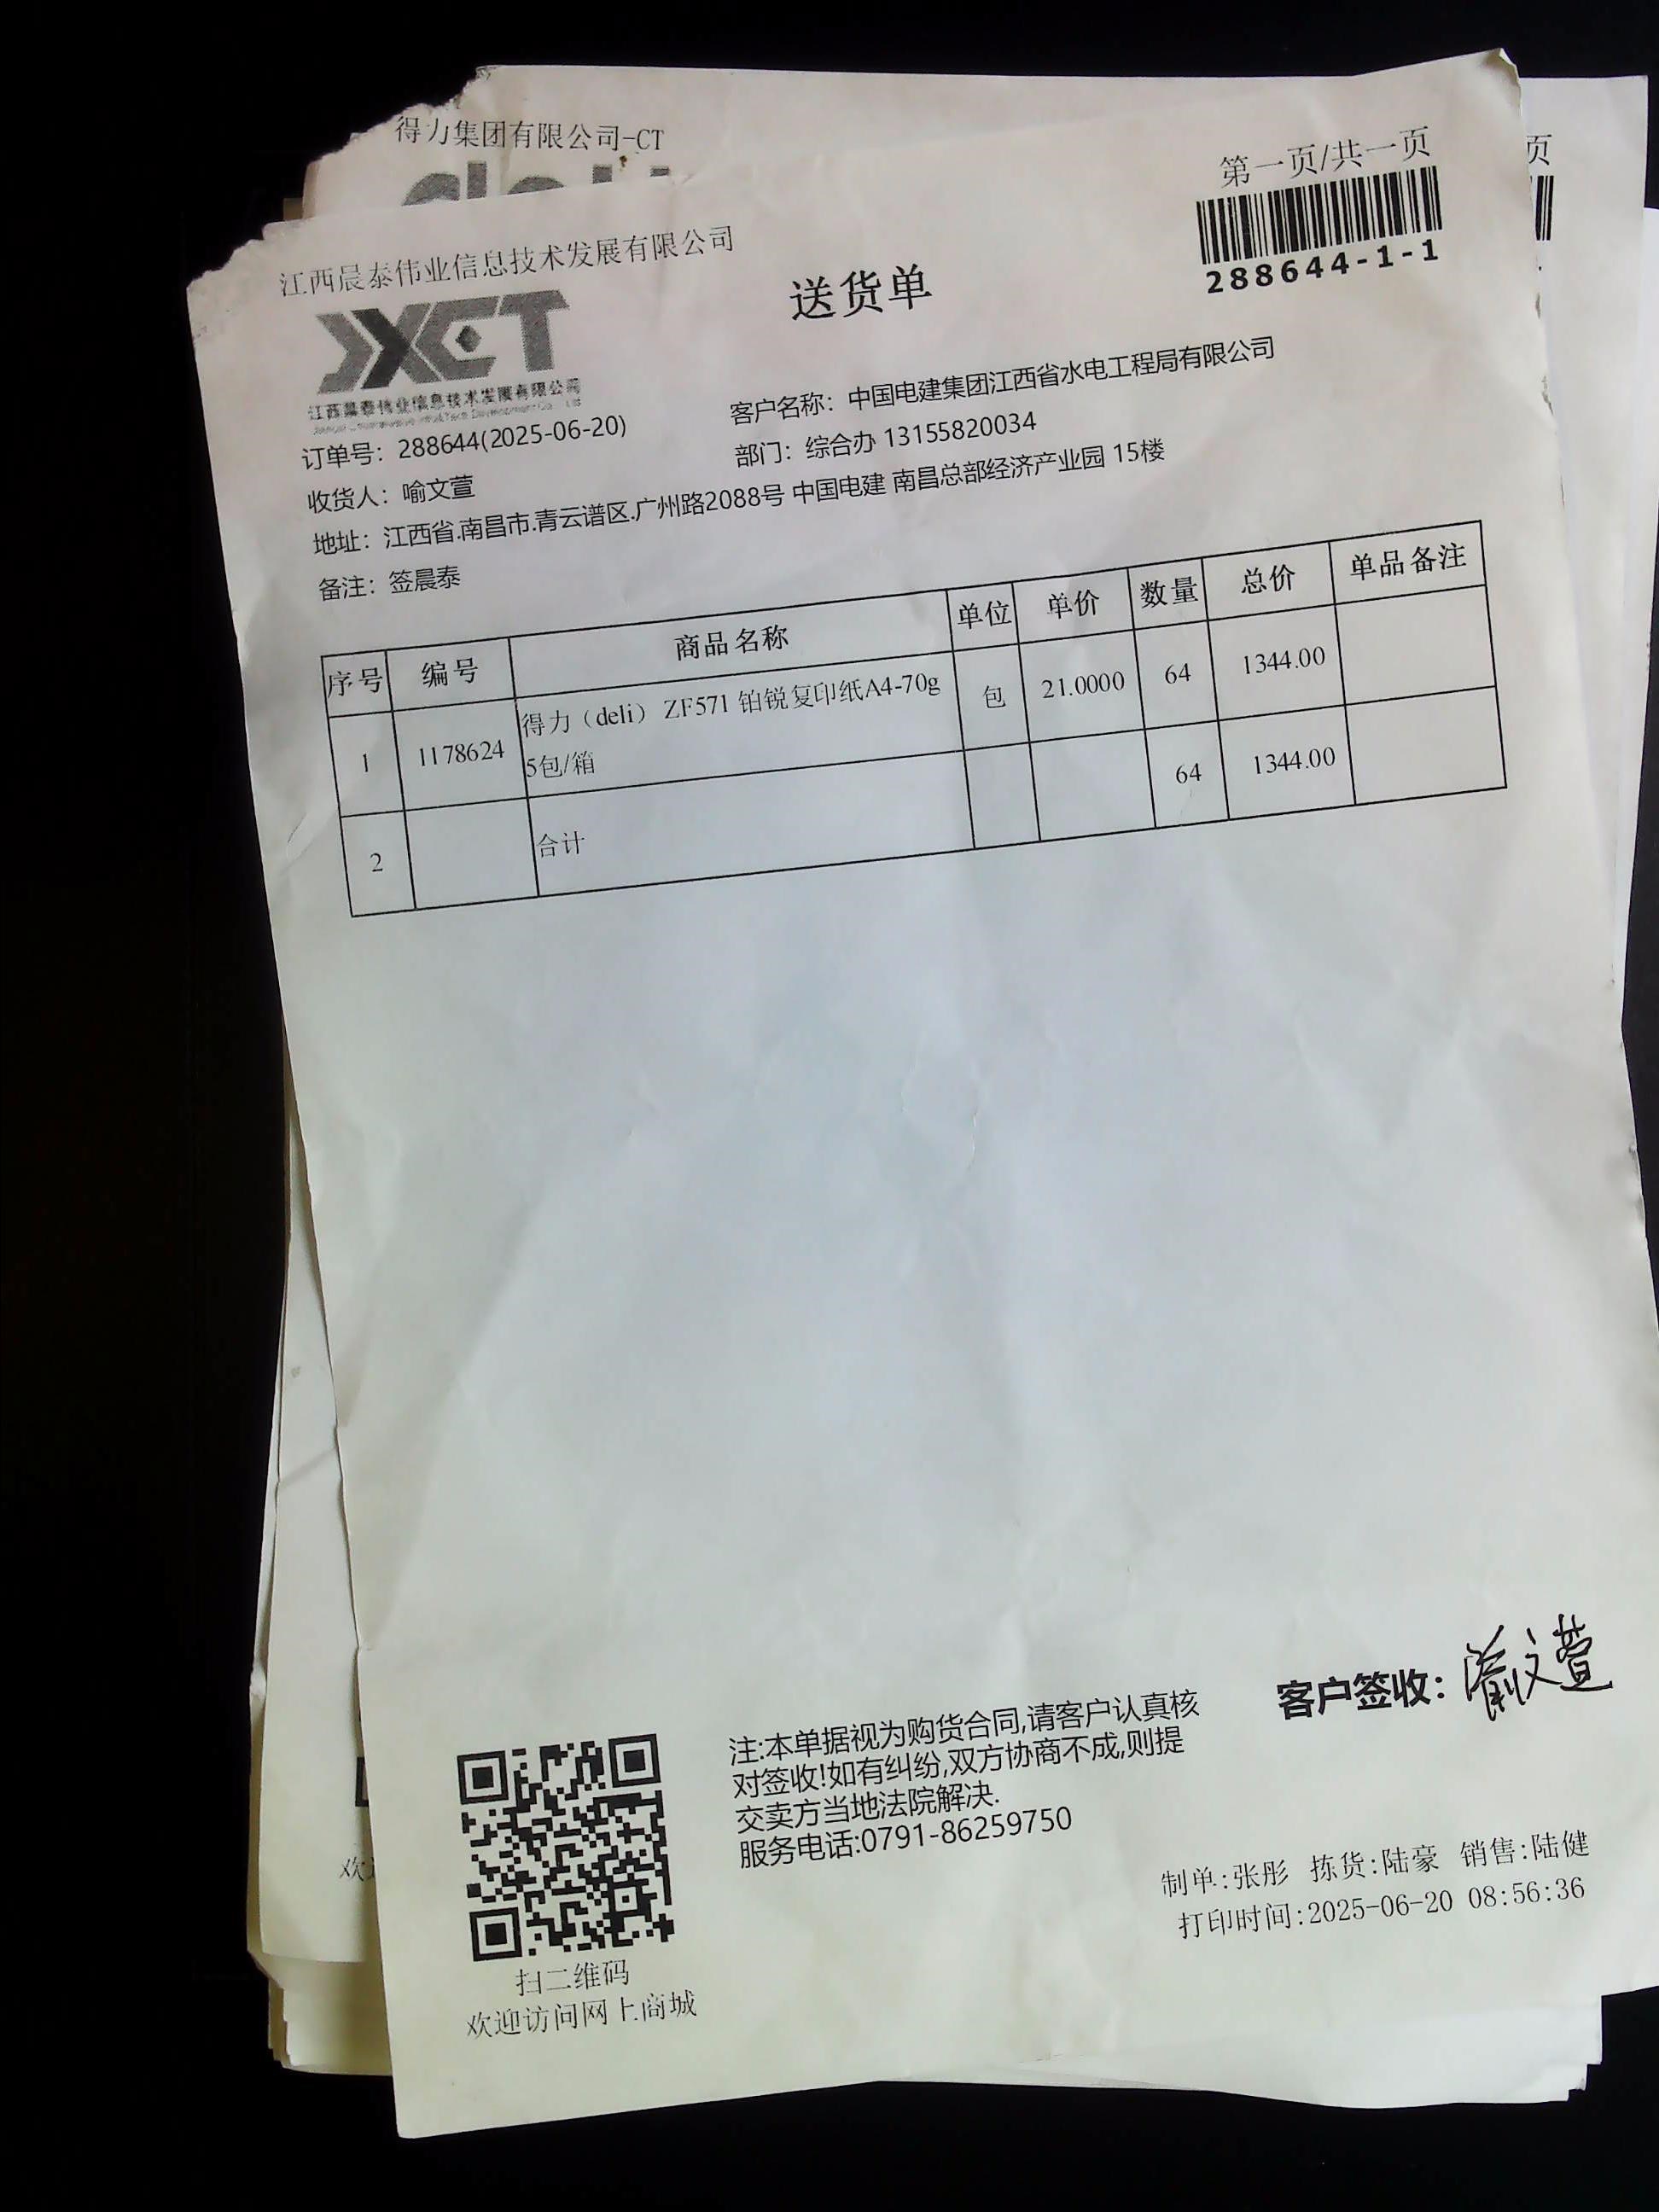 得力集团有限公司-CT
deli
页
第一页/共一页
288644-1-1
江西晨泰伟业信息技术发展有限公司
送货单
江西晨泰伟业信息技术发展有限公司
订单号：288644(2025-06-20)
客户名称：中国电建集团江西省水电工程局有限公司
收货人：喻文萱
部门：综合办 13155820034
地址：江西省.南昌市.青云谱区.广州路2088号 中国电建 南昌总部经济产业园 15楼
备注：签晨泰
序号 编号 商品名称 单位 单价 数量 总价 单品备注
1 1178624 得力（deli） ZF571 铂锐复印纸A4-70g 包 21.0000 64 1344.00
5包/箱
2 合计 64 1344.00
客户签收：喻文萱
注:本单据视为购货合同,请客户认真核
对签收!如有纠纷,双方协商不成,则提
交卖方当地法院解决.
服务电话:0791-86259750
制单:张彤 拣货:陆豪 销售:陆健
打印时间:2025-06-20 08:56:36
扫二维码
欢迎访问网上商城
欢